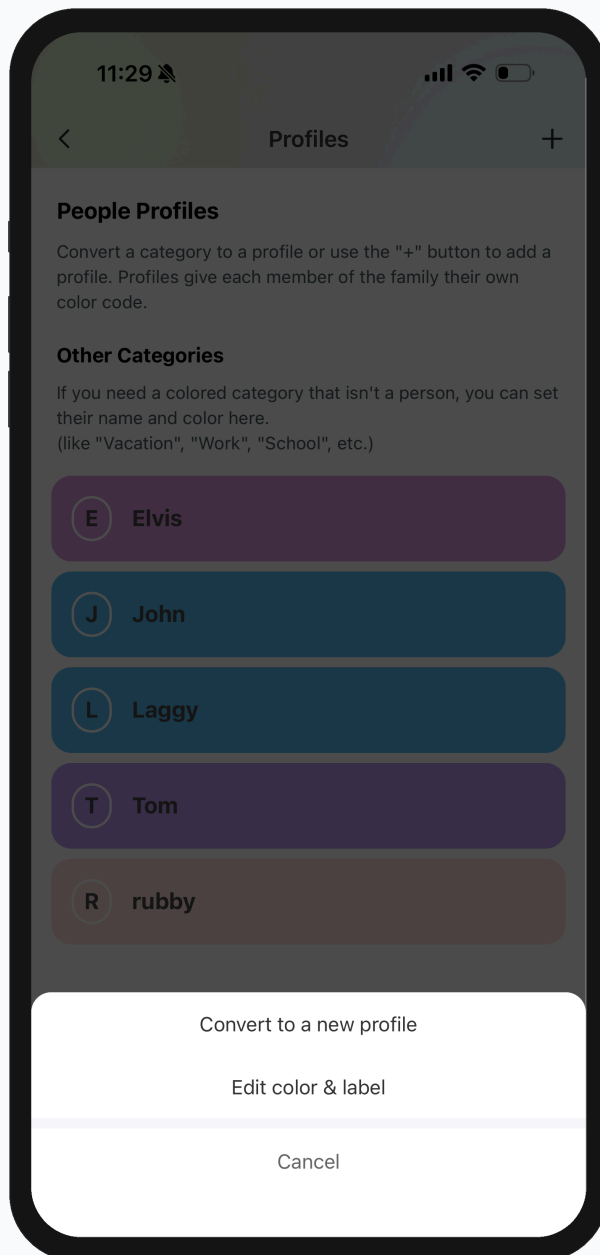 11:29
Profiles
People Profiles
Convert a category to a profile or use the "+" button to add a
profile. Profiles give each member of the family their own
color code.
Other Categories
If you need a colored category that isn't a person, you can set
their name and color here.
(like "Vacation", "Work", "School", etc.)
E Elvis
J John
L Laggy
T Tom
R rubby
Convert to a new profile
Edit color & label
Cancel